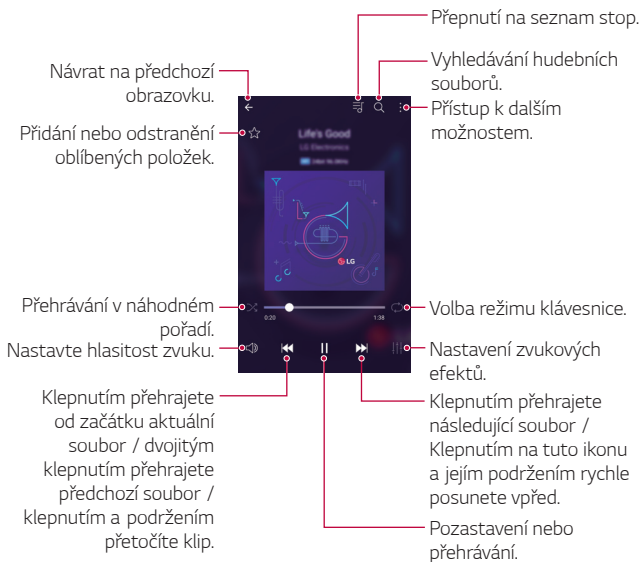 Přepnutí na seznam stop.
Vyhledávání hudebních
souborů.
Přístup k dalším
možnostem.
Návrat na předchozí
obrazovku.
Přidání nebo odstranění
oblíbených položek.
Life's Good
LG Electronics
24bit 96.0kHz
LG
0:20
1:38
Přehrávání v náhodném
pořadí.
Nastavte hlasitost zvuku.
Klepnutím přehrajete
od začátku aktuální
soubor / dvojitým
klepnutím přehrajete
předchozí soubor /
klepnutím a podržením
přetočíte klip.
Volba režimu klávesnice.
Nastavení zvukových
efektů.
Klepnutím přehrajete
následující soubor /
Klepnutím na tuto ikonu
a jejím podržením rychle
posunete vpřed.
Pozastavení nebo
přehrávání.